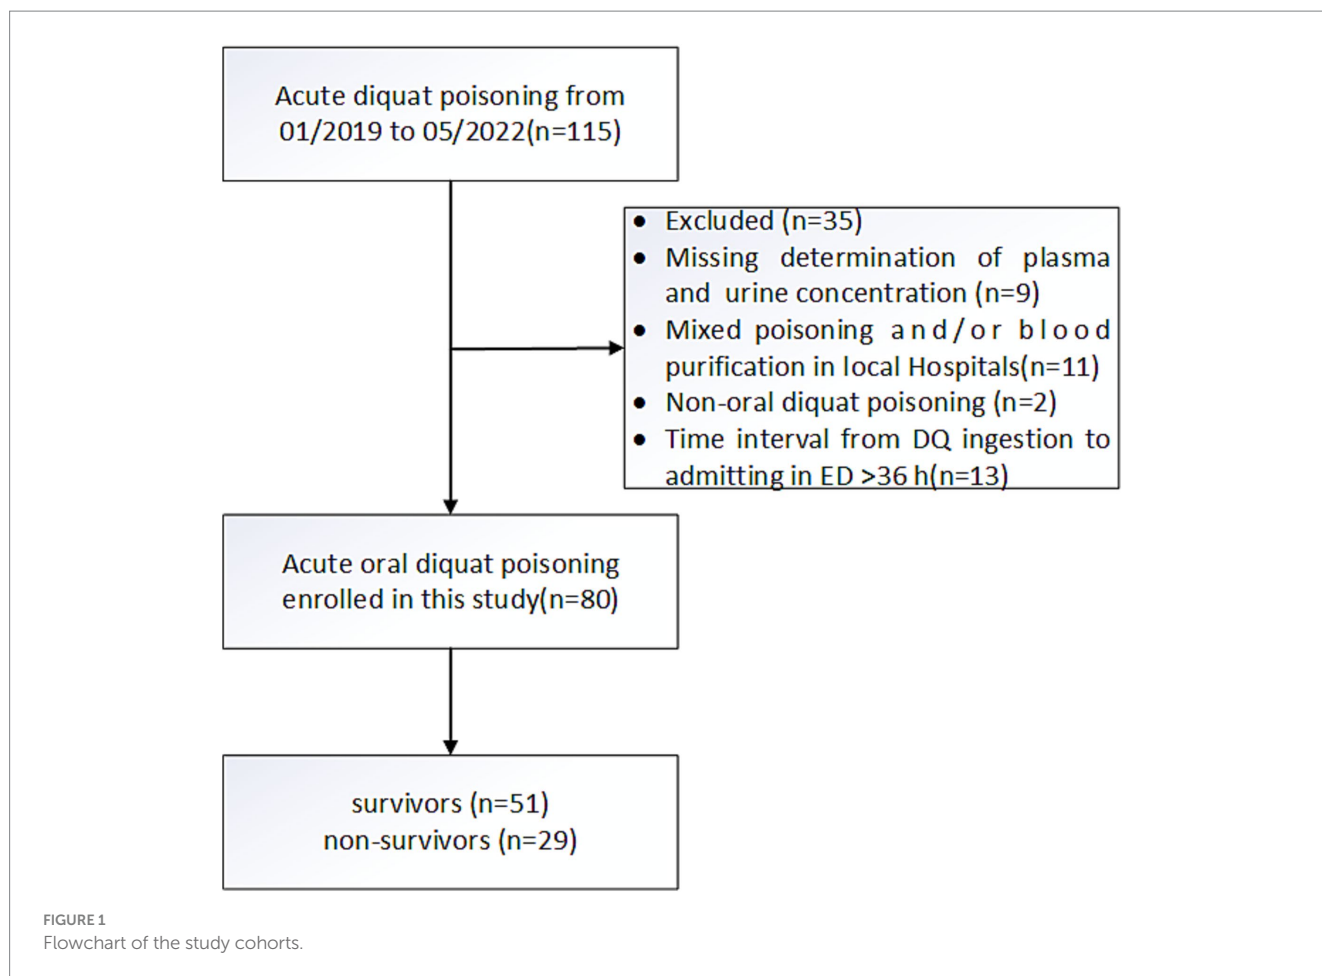 Acute diquat poisoning from
01/2019 to 05/2022(n=115)
● Excluded (n=35)
● Missing determination of plasma
and urine concentration (n=9)
● Mixed poisoning and/or blood
purification in local Hospitals(n=11)
● Non-oral diquat poisoning (n=2)
● Time interval from DQ ingestion to
admitting in ED >36 h(n=13)
Acute oral diquat poisoning
enrolled in this study(n=80)
survivors (n=51)
non-survivors (n=29)
FIGURE 1
Flowchart of the study cohorts.